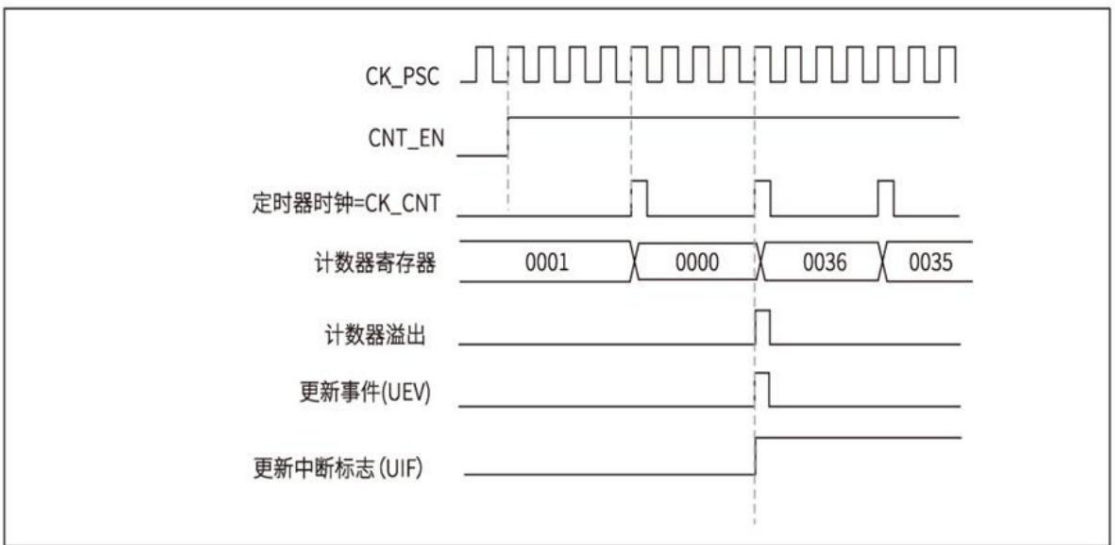 CK_PSC
CNT_EN
定时器时钟=CK_CNT
计数器寄存器 0001 0000 0036 0035
计数器溢出
更新事件(UEV)
更新中断标志(UIF)